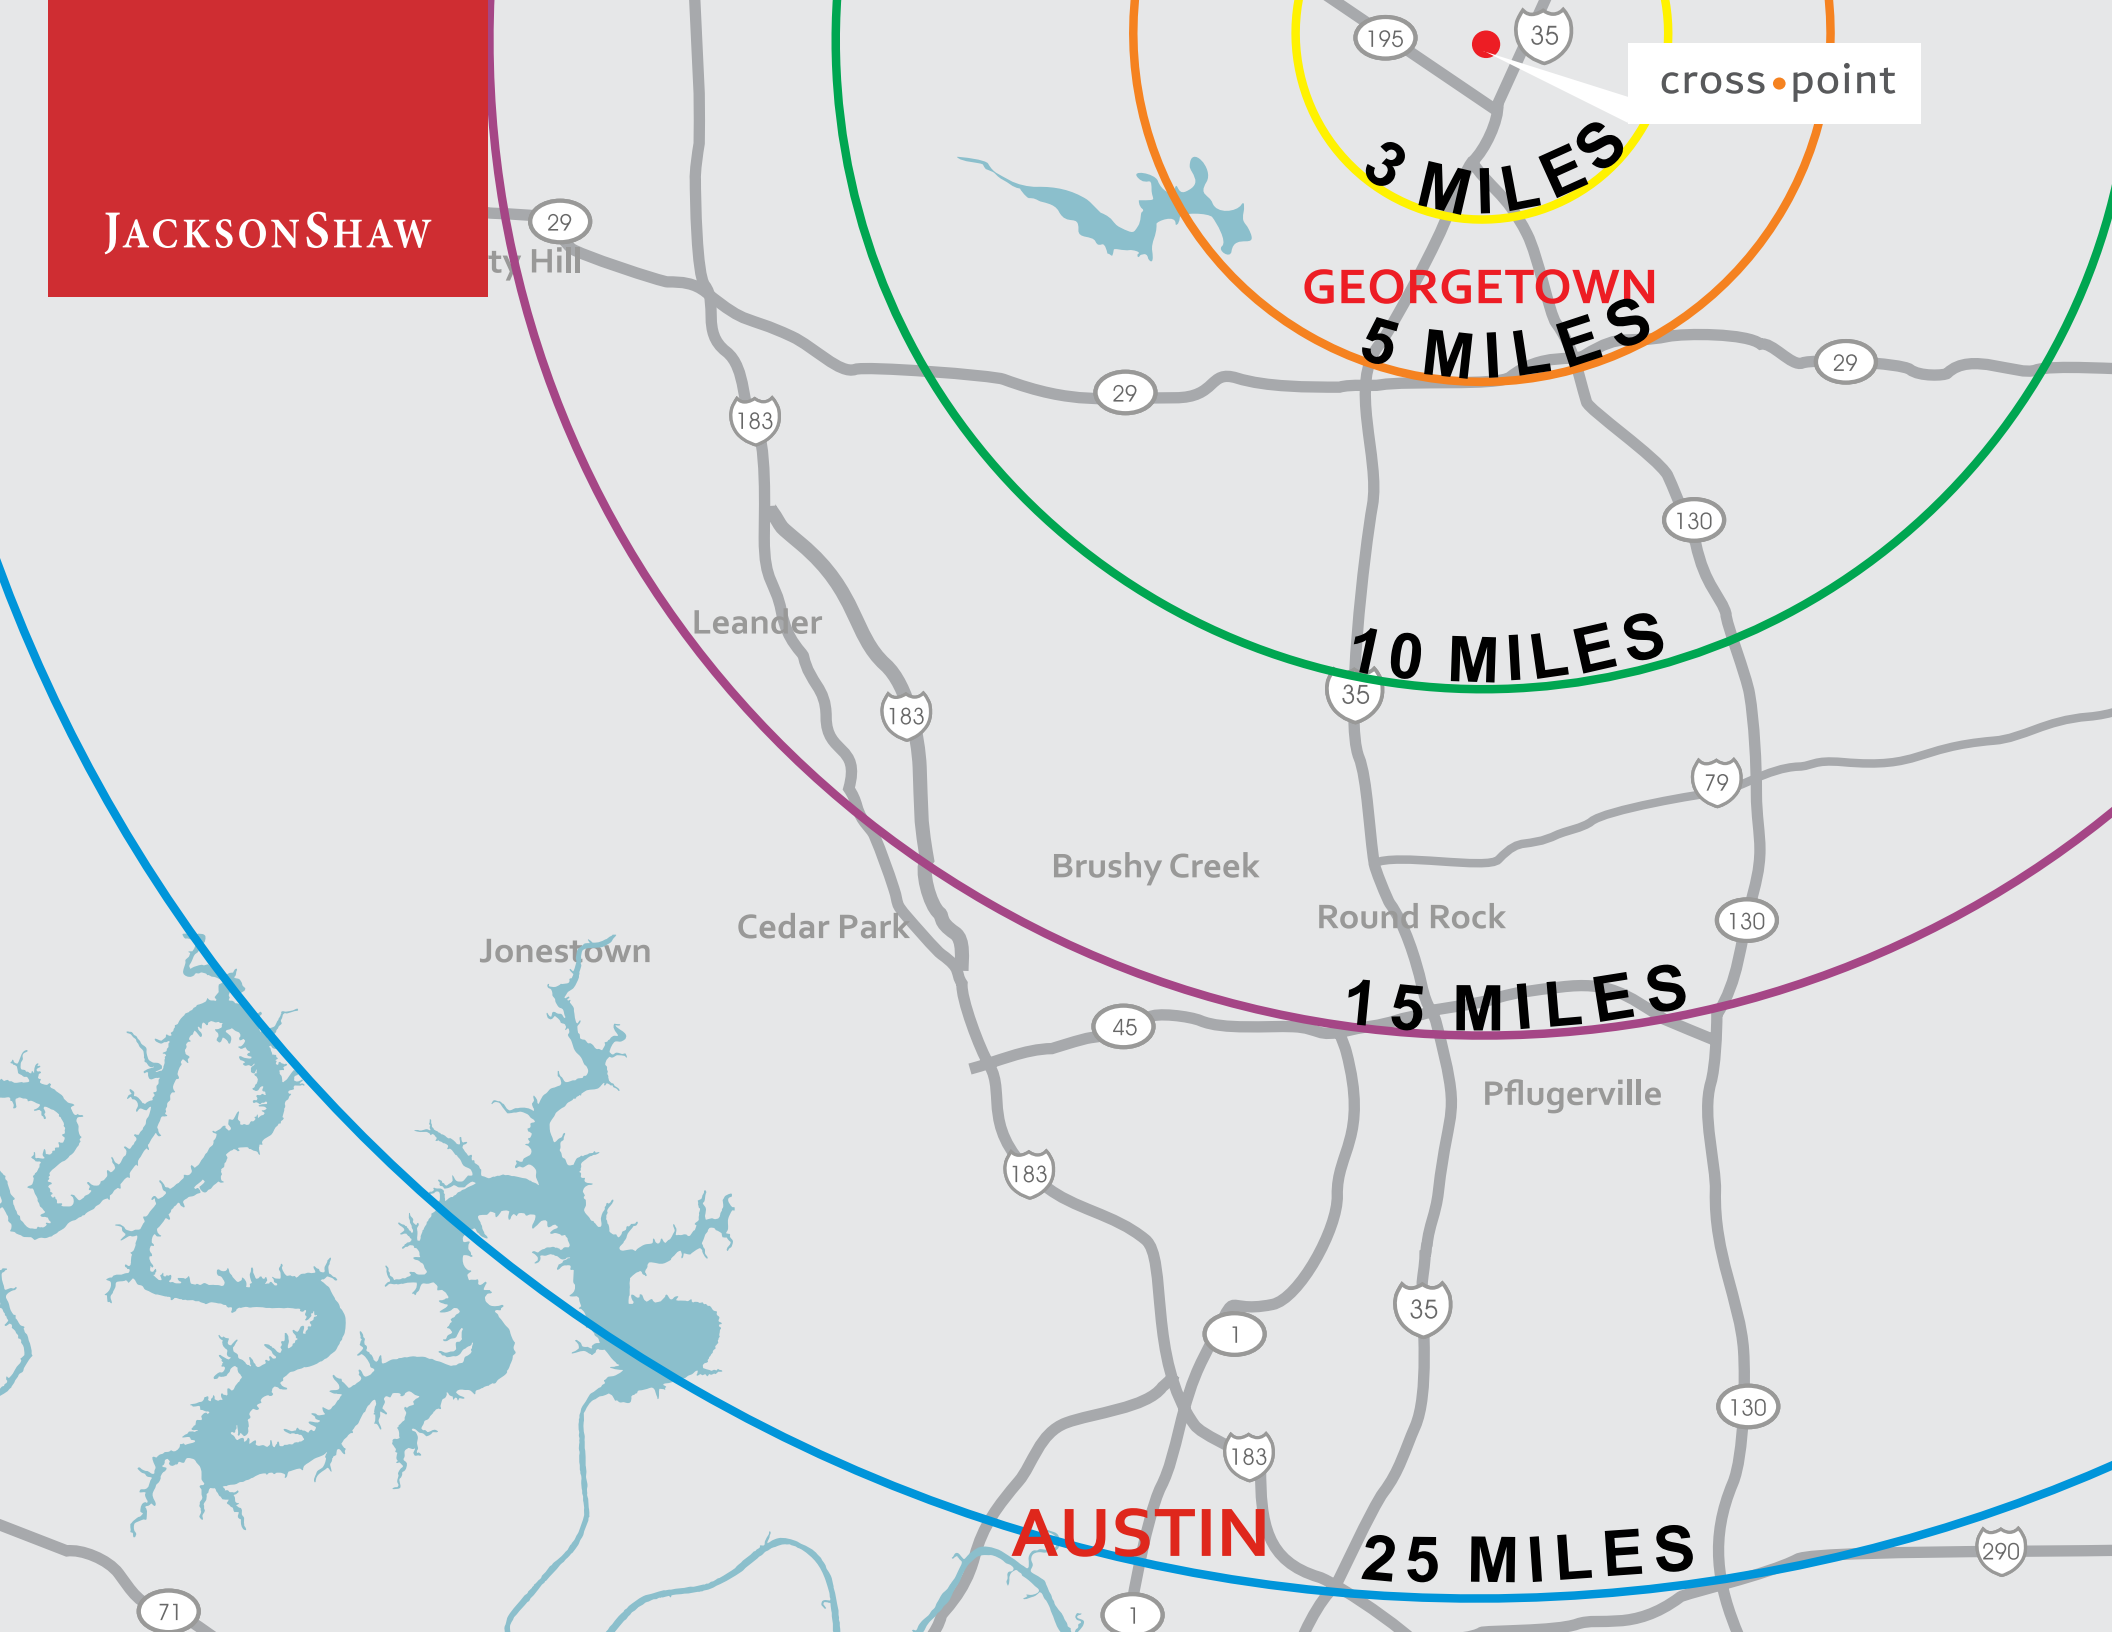 195
35
cross•point
3 MILES
JACKSONSHAW
29
ty Hill
GEORGETOWN
5 MILES
29
29
183
130
Leander
10 MILES
35
183
79
Brushy Creek
Round Rock
130
Cedar Park
Jonestown
15 MILES
45
Pflugerville
183
35
1
130
183
AUSTIN
25 MILES
290
71
1